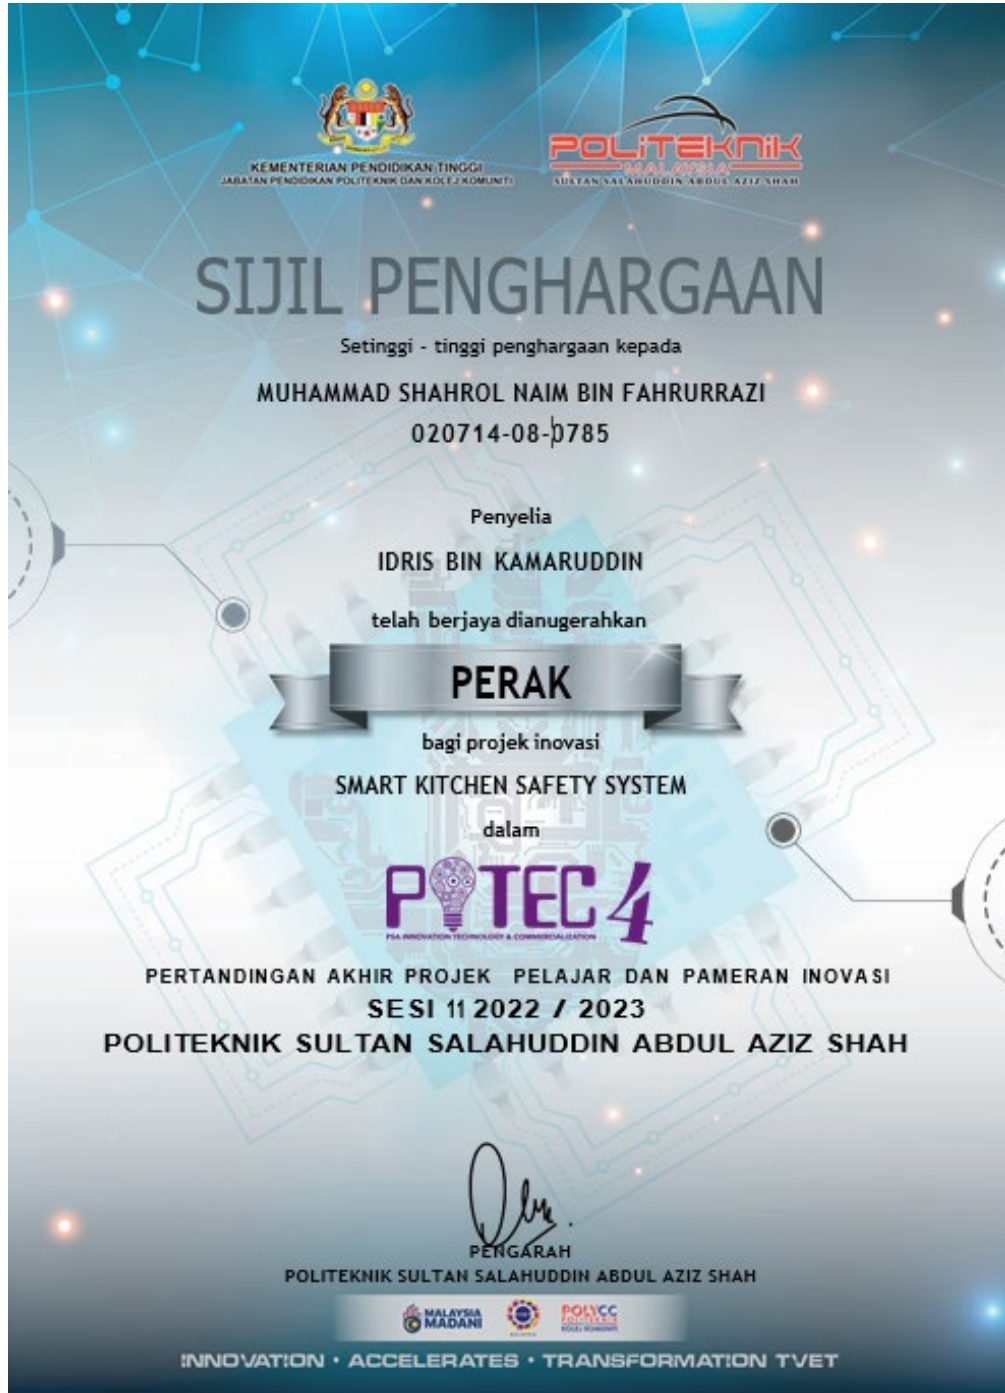 KEMENTERIAN PENDIDIKAN TINGGI
JABATAN PENDIDIKAN POLITEKNIK DAN KOLEJ KOMUNITI
POLITEKNIK
MALAYSIA
SULTAN SALAHUDDIN ABDUL AZIZ SHAH
SIJIL PENGHARGAAN
Setinggi - tinggi penghargaan kepada
MUHAMMAD SHAHROL NAIM BIN FAHRURRAZI
020714-08-0785
Penyelia
IDRIS BIN KAMARUDDIN
telah berjaya dianugerahkan
PERAK
bagi projek inovasi
SMART KITCHEN SAFETY SYSTEM
dalam
PITEC 4
PSA INNOVATION TECHNOLOGY & COMMERCIALIZATION
PERTANDINGAN AKHIR PROJEK PELAJAR DAN PAMERAN INOVASI
SESI 11 2022 / 2023
POLITEKNIK SULTAN SALAHUDDIN ABDUL AZIZ SHAH
PENGARAH
POLITEKNIK SULTAN SALAHUDDIN ABDUL AZIZ SHAH
MALAYSIA
MADANI
POLYCC
POLITEKNIK
KOLEJ KOMUNITI
INNOVATION • ACCELERATES • TRANSFORMATION TVET